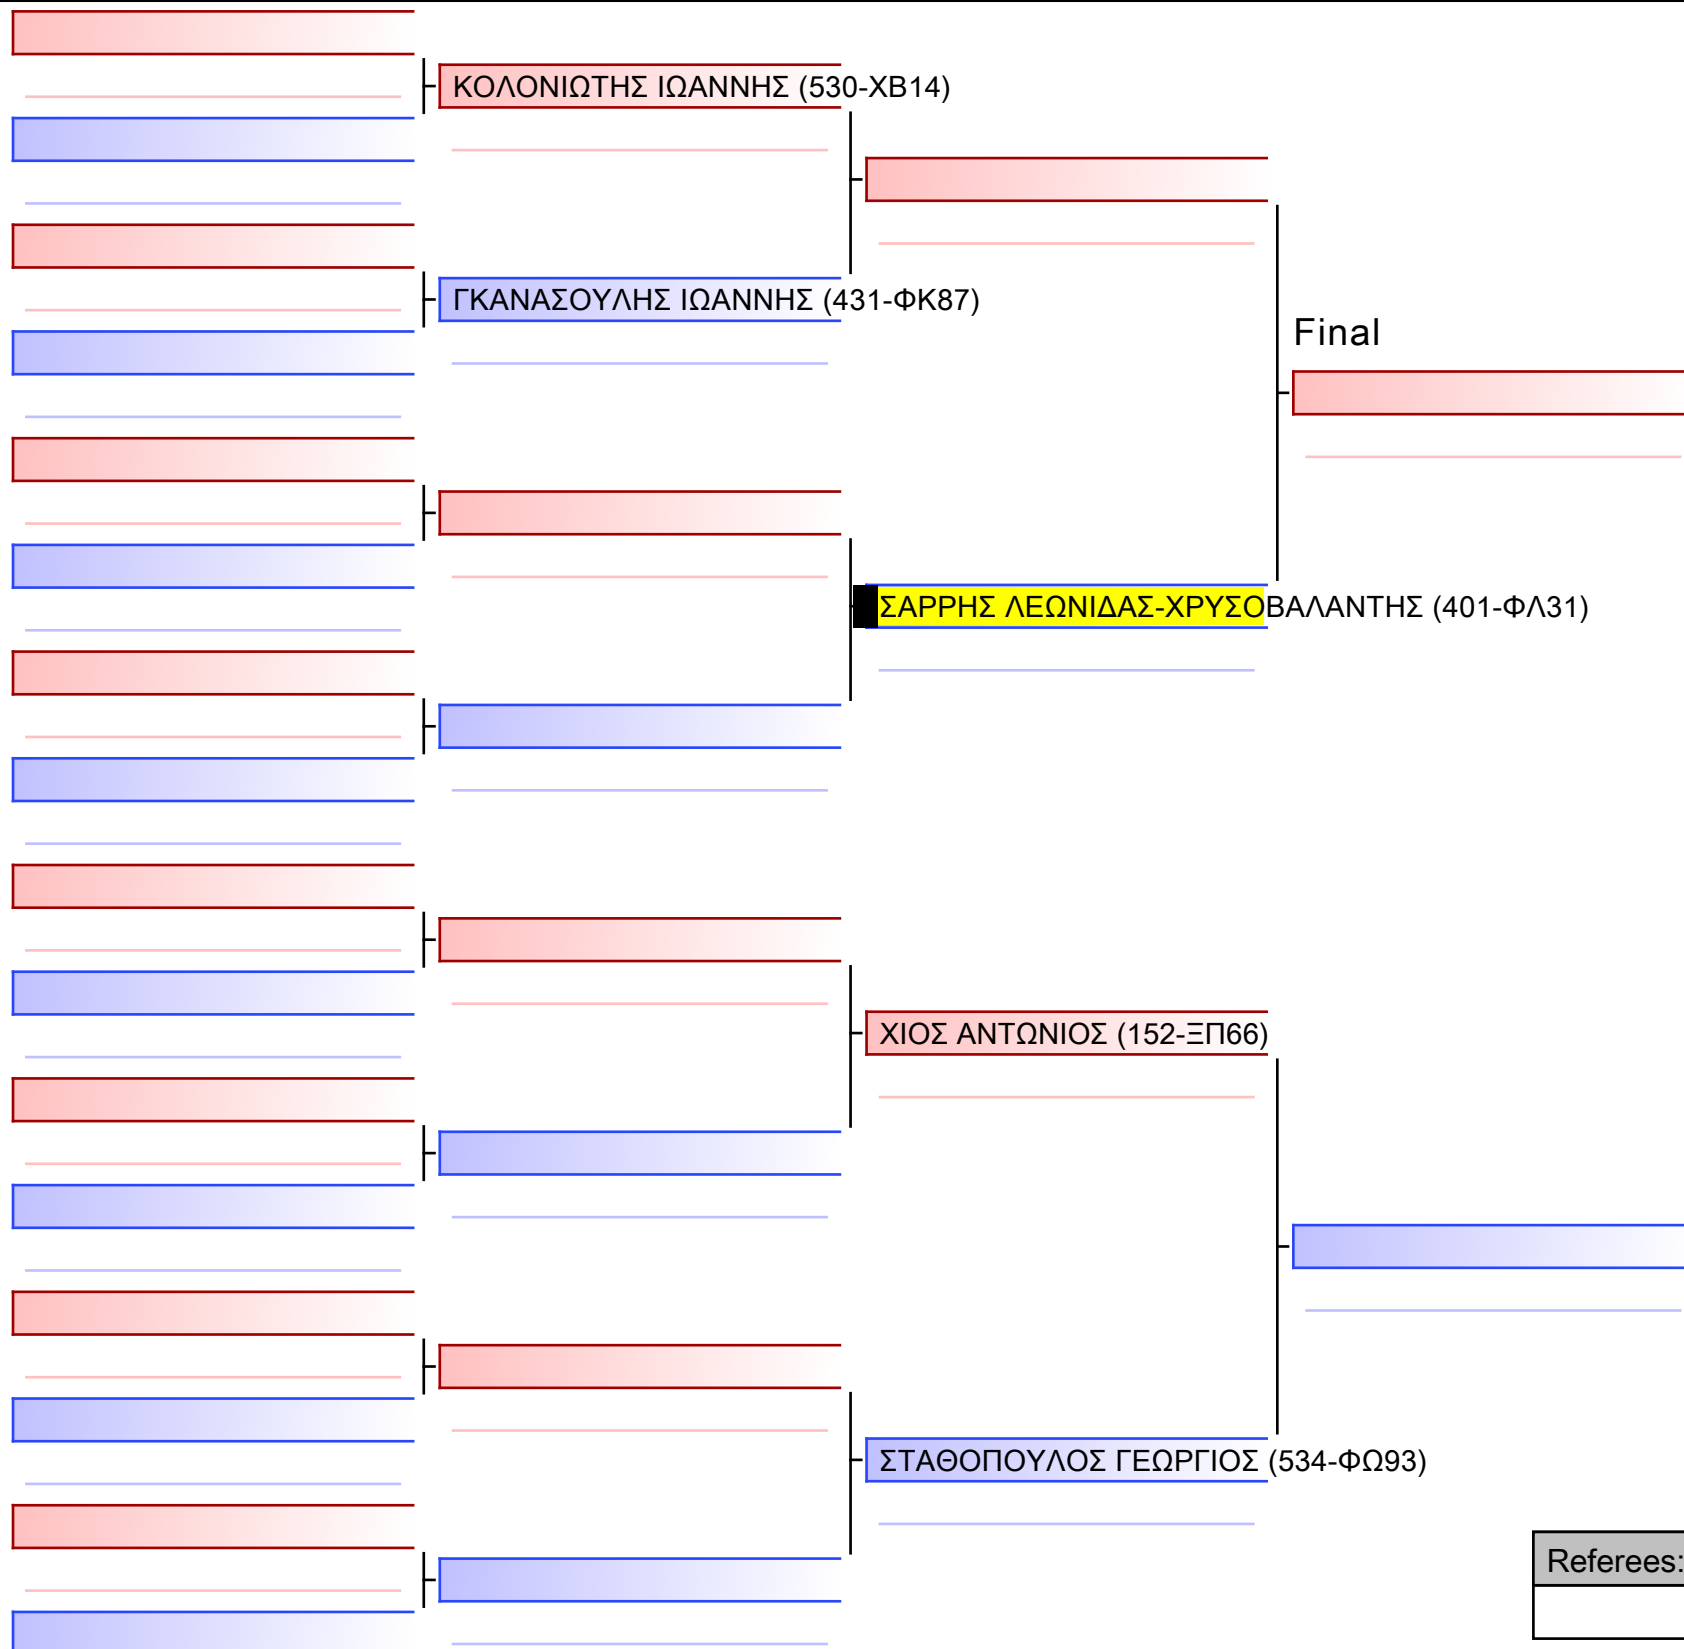 ΚΟΛΟΝΙΩΤΗΣ ΙΩΑΝΝΗΣ (530-ΧΒ14)
ΓΚΑΝΑΣΟΥΛΗΣ ΙΩΑΝΝΗΣ (431-ΦΚ87)
Final
ΣΑΡΡΗΣ ΛΕΩΝΙΔΑΣ-ΧΡΥΣΟΒΑΛΑΝΤΗΣ (401-ΦΛ31)
ΧΙΟΣ ΑΝΤΩΝΙΟΣ (152-ΞΠ66)
ΣΤΑΘΟΠΟΥΛΟΣ ΓΕΩΡΓΙΟΣ (534-ΦΩ93)
Referees: